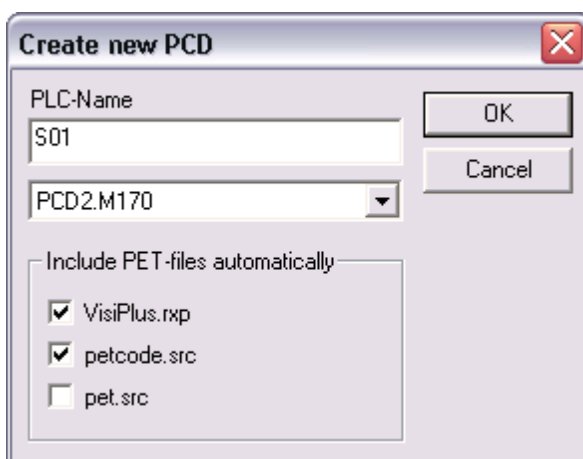 Create new PCD
PLC-Name
S01
OK
PCD2.M170
Cancel
Include PET-files automatically
VisiPlus.rxp
petcode.src
pet.src